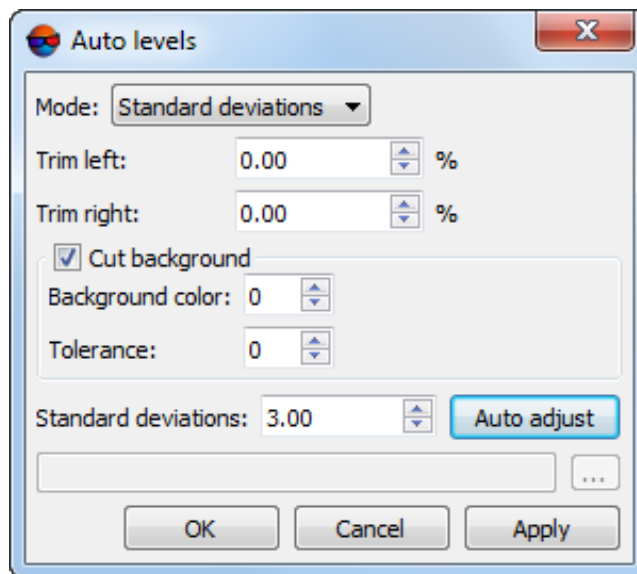 Auto levels
Mode: Standard deviations
Trim left: 0.00 %
Trim right: 0.00 %
Cut background
Background color: 0
Tolerance: 0
Standard deviations: 3.00 Auto adjust
...
OK Cancel Apply